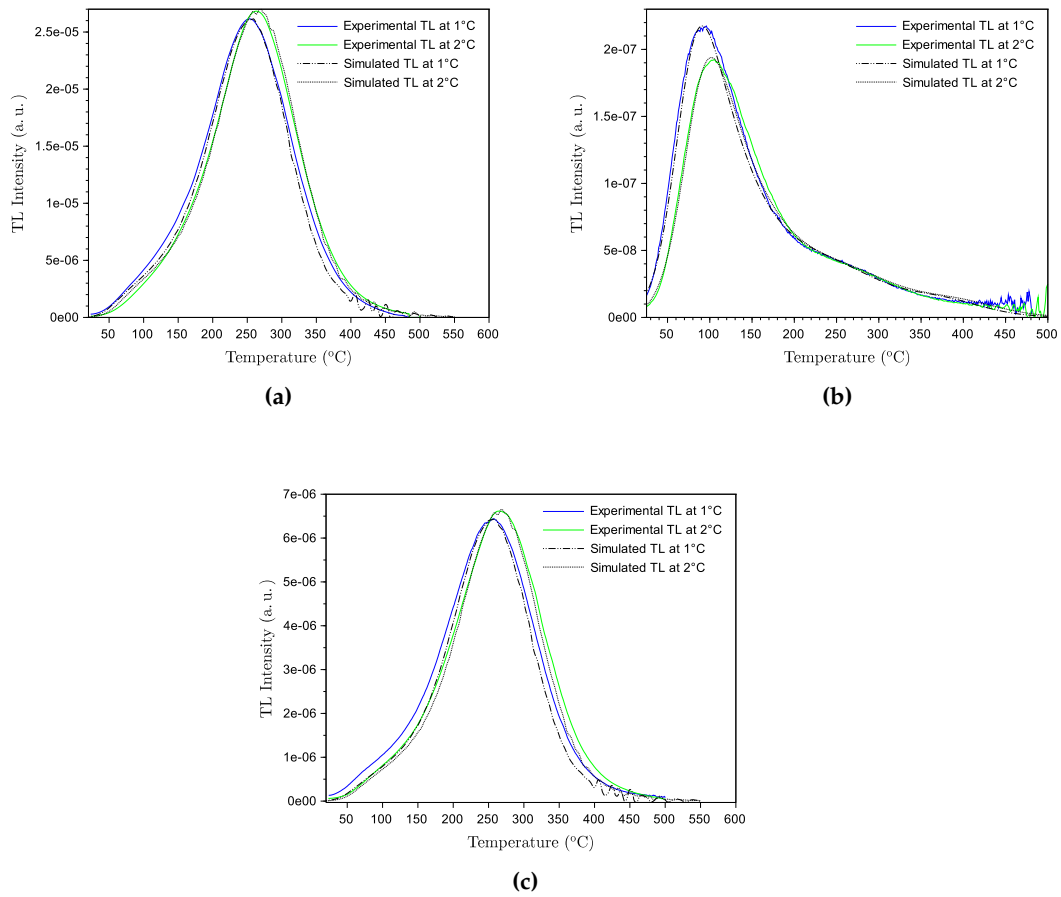 2.5e-05
2e-05
1.5e-05
1e-05
5e-06
0e00
TL Intensity (a. u. )
Experimental TL at 1°C
Experimental TL at 2°C
Simulated TL at 1°C
Simulated TL at 2°C
50 100 150 200 250 300 350 400 450 500 550 600
Temperature (°C)
(a)
2e-07
1.5e-07
1e-07
5e-08
0e00
TL Intensity (a. u. )
Experimental TL at 1°C
Experimental TL at 2°C
Simulated TL at 1°C
Simulated TL at 2°C
50 100 150 200 250 300 350 400 450 500
Temperature (°C)
(b)
7e-06
6e-06
5e-06
4e-06
3e-06
2e-06
1e-06
0e00
TL Intensity (a. u. )
Experimental TL at 1°C
Experimental TL at 2°C
Simulated TL at 1°C
Simulated TL at 2°C
50 100 150 200 250 300 350 400 450 500 550 600
Temperature (°C)
(c)